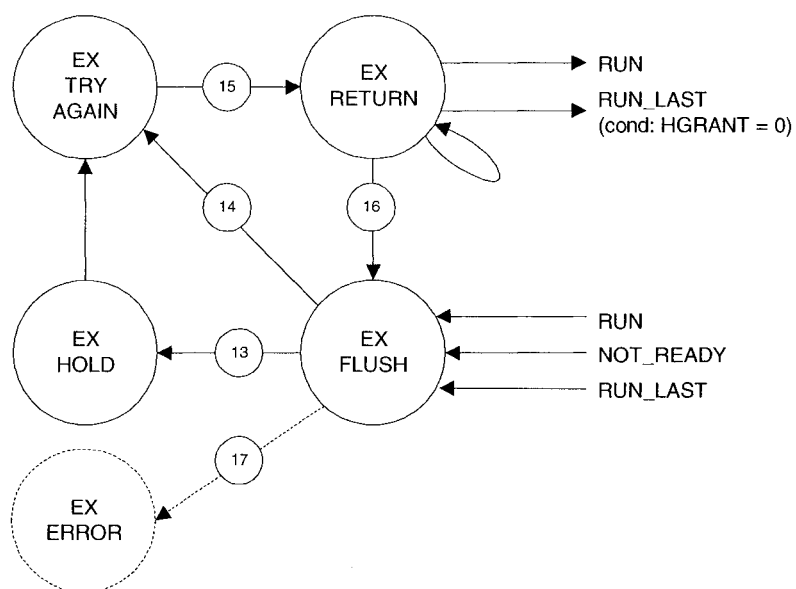 EX
TRY
AGAIN
15
EX
RETURN
RUN
RUN_LAST
(cond: HGRANT = 0)
14
16
EX
HOLD
13
EX
FLUSH
RUN
NOT_READY
RUN_LAST
17
EX
ERROR